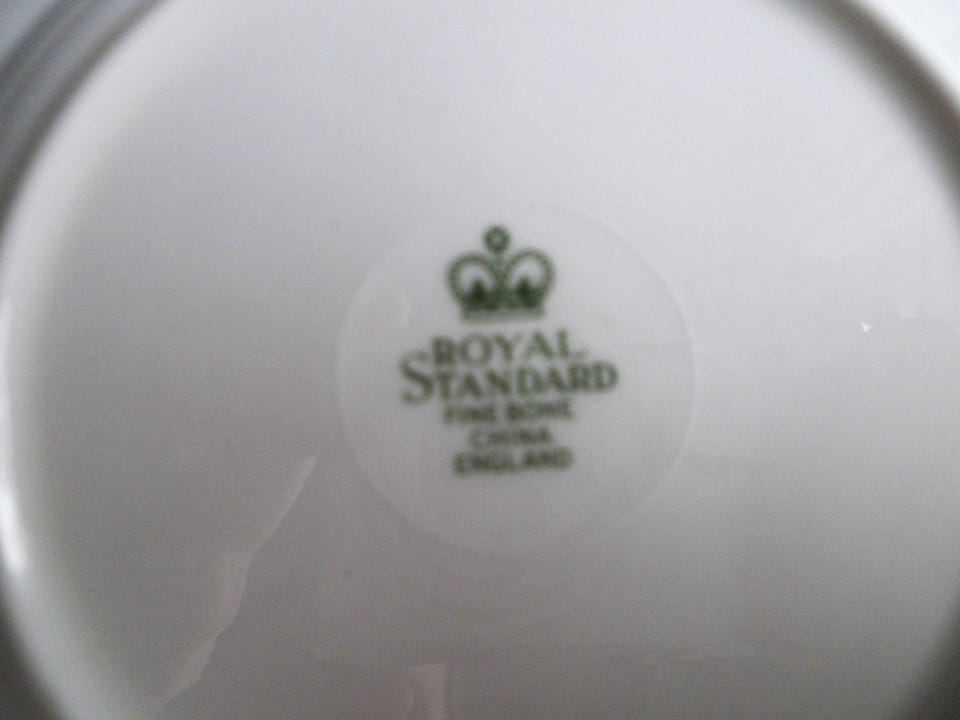 ROYAL
STANDARD
FINE BONE
CHINA
ENGLAND